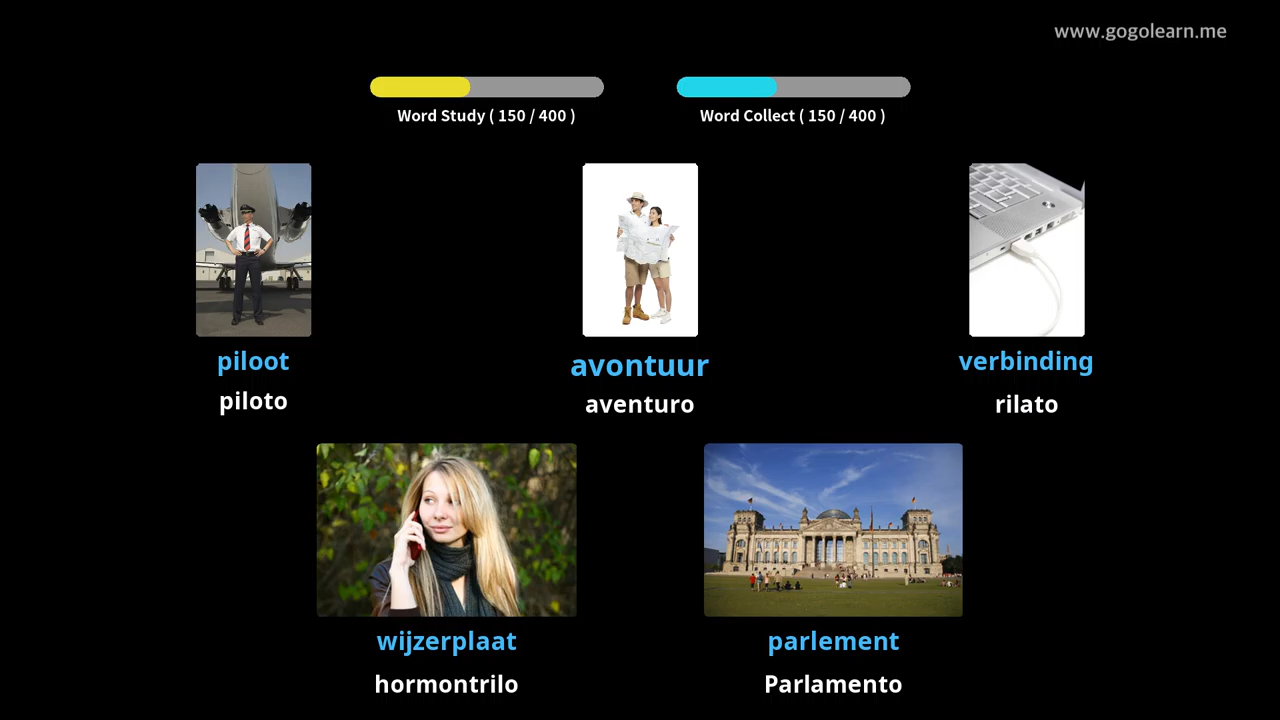 www.gogolearn.me
Word Study ( 150 / 400 )
Word Collect ( 150 / 400 )
piloot
piloto
avontuur
aventuro
verbinding
rilato
wijzerplaat
hormontrilo
parlement
Parlamento